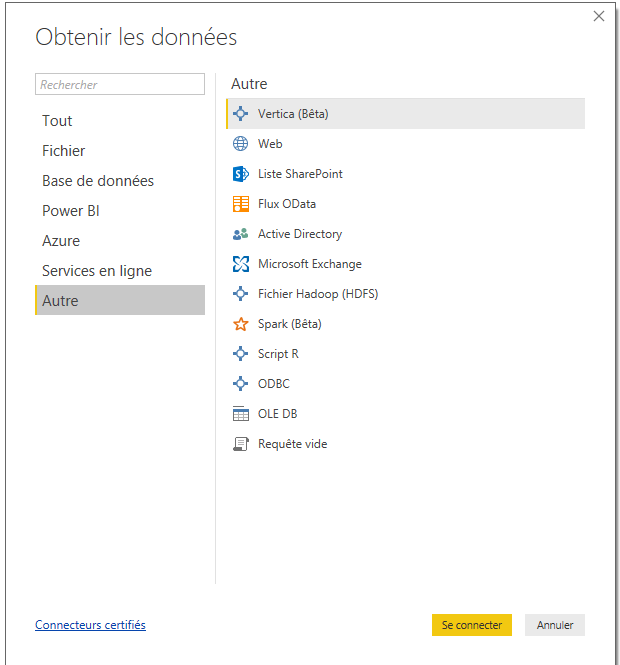 Obtenir les données
Rechercher
Tout
Fichier
Base de données
Power BI
Azure
Services en ligne
Autre
Autre
Vertica (Bêta)
Web
Liste SharePoint
Flux OData
Active Directory
Microsoft Exchange
Fichier Hadoop (HDFS)
Spark (Bêta)
Script R
ODBC
OLE DB
Requête vide
Connecteurs certifiés
Se connecter
Annuler